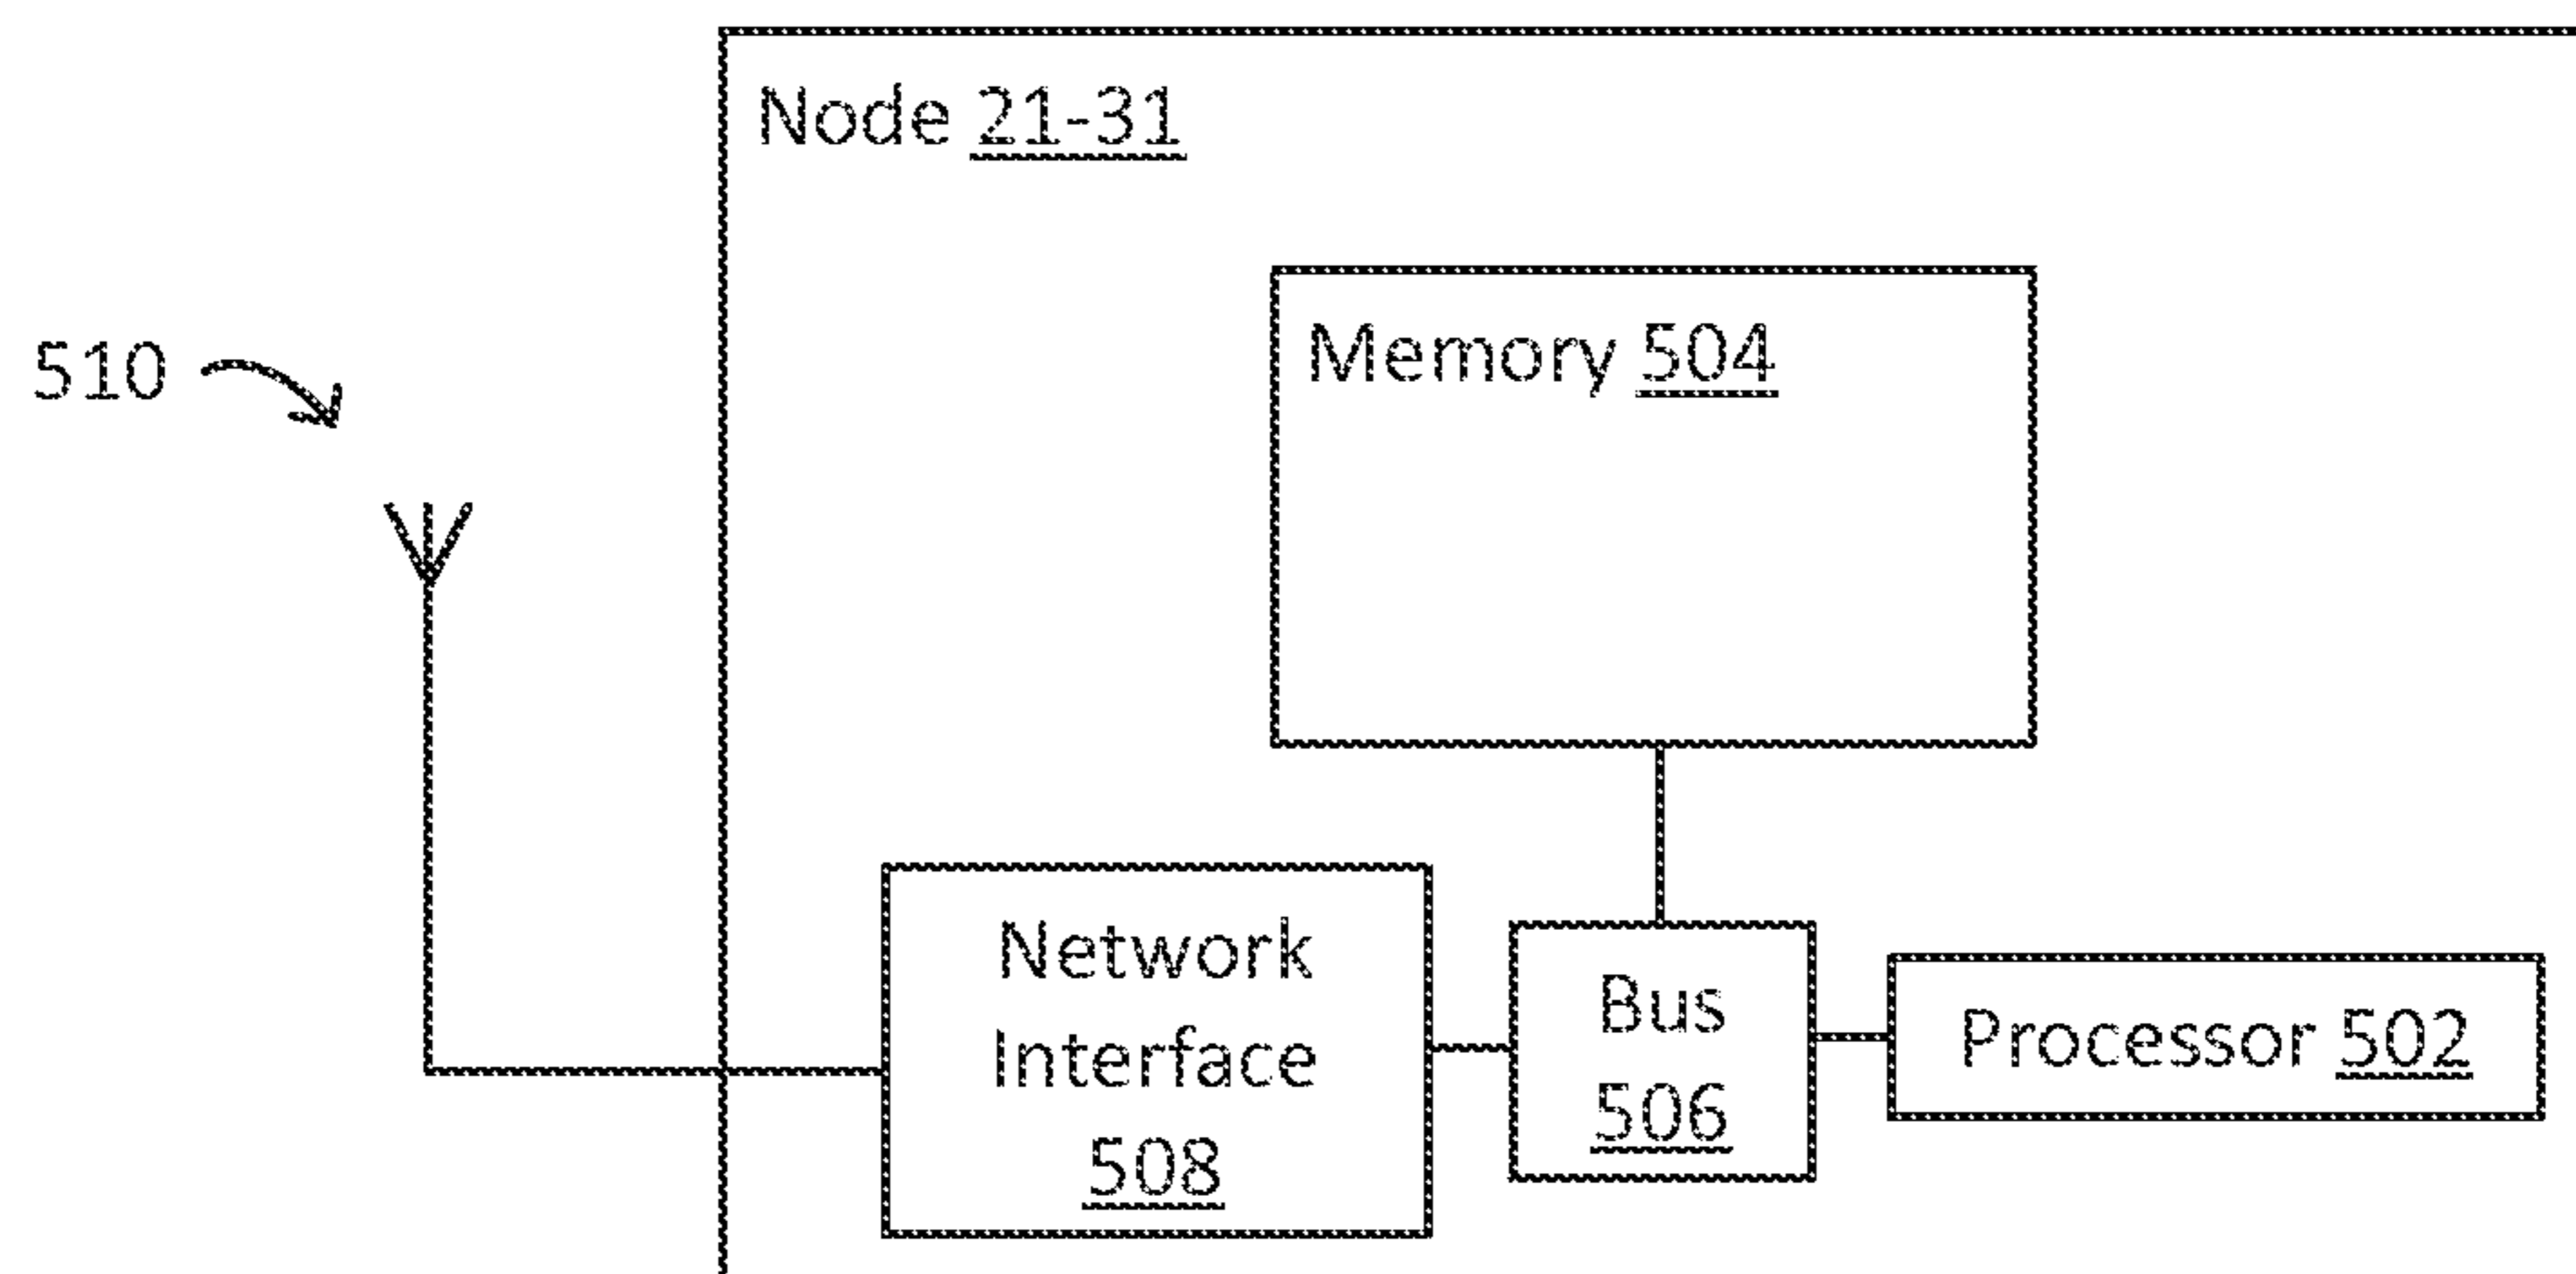 Node 21-31
510
Memory 504
Network
Interface
508
Bus
506
Processor 502